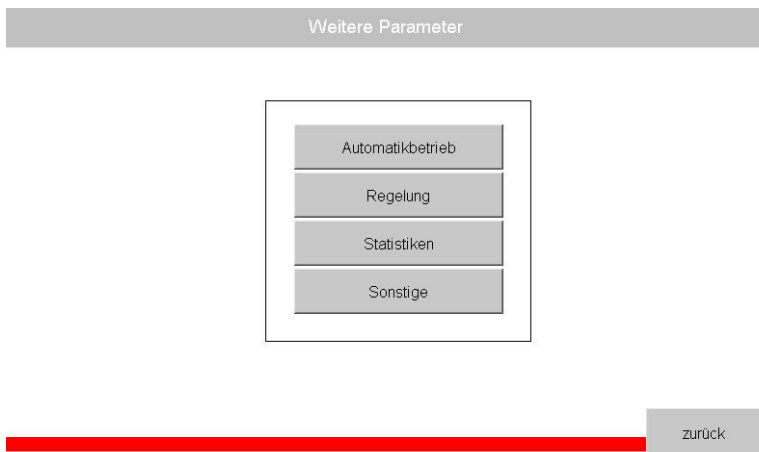 Weitere Parameter
Automatikbetrieb
Regelung
Statistiken
Sonstige
zurück